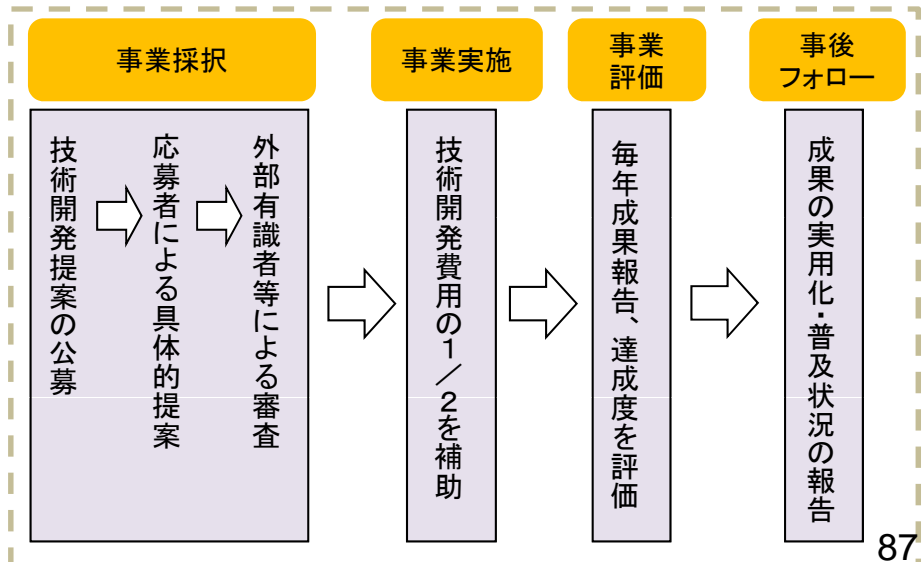 事業採択
事業実施
事業
評価
事後
フォロー
技術開発提案の公募
応募者による具体的提案
外部有識者等による審査
技術開発費用の1／2を補助
毎年成果報告、達成度を評価
成果の実用化・普及状況の報告
87